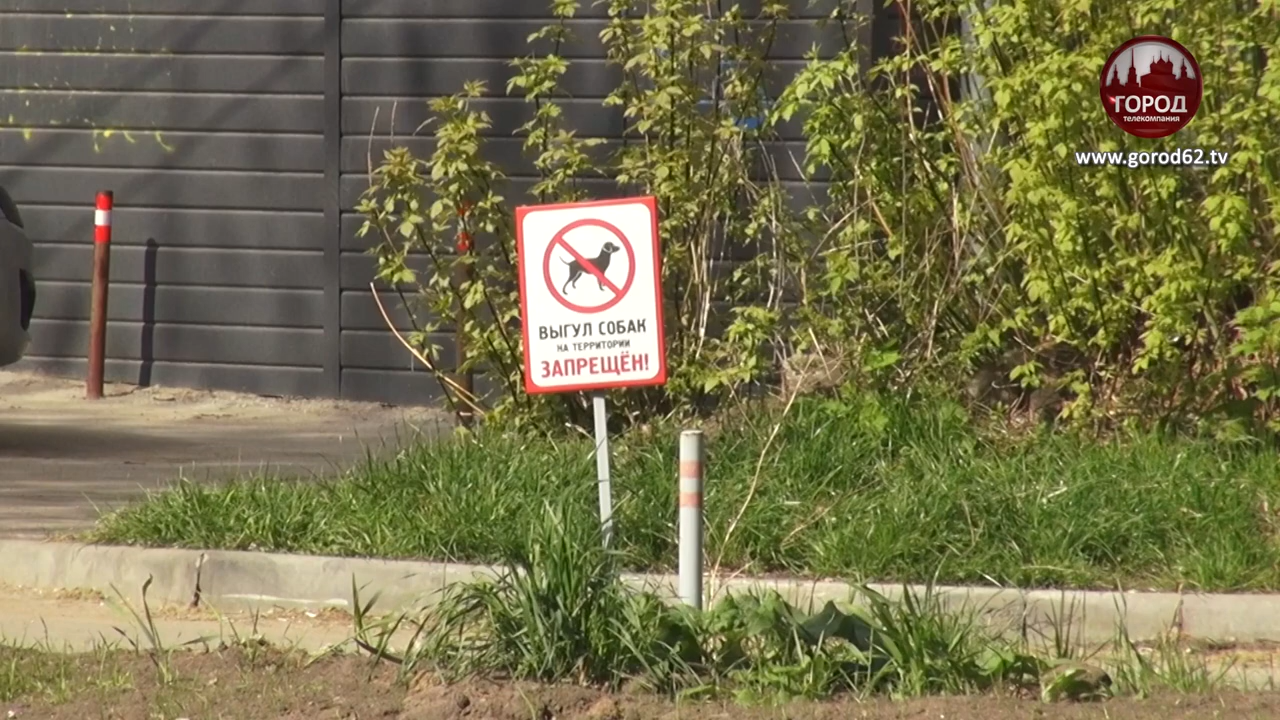 ГОРОД
телекомпания
www.gorod62.tv
ВЫГУЛ СОБАК
НА ТЕРРИТОРИИ
ЗАПРЕЩЁН!